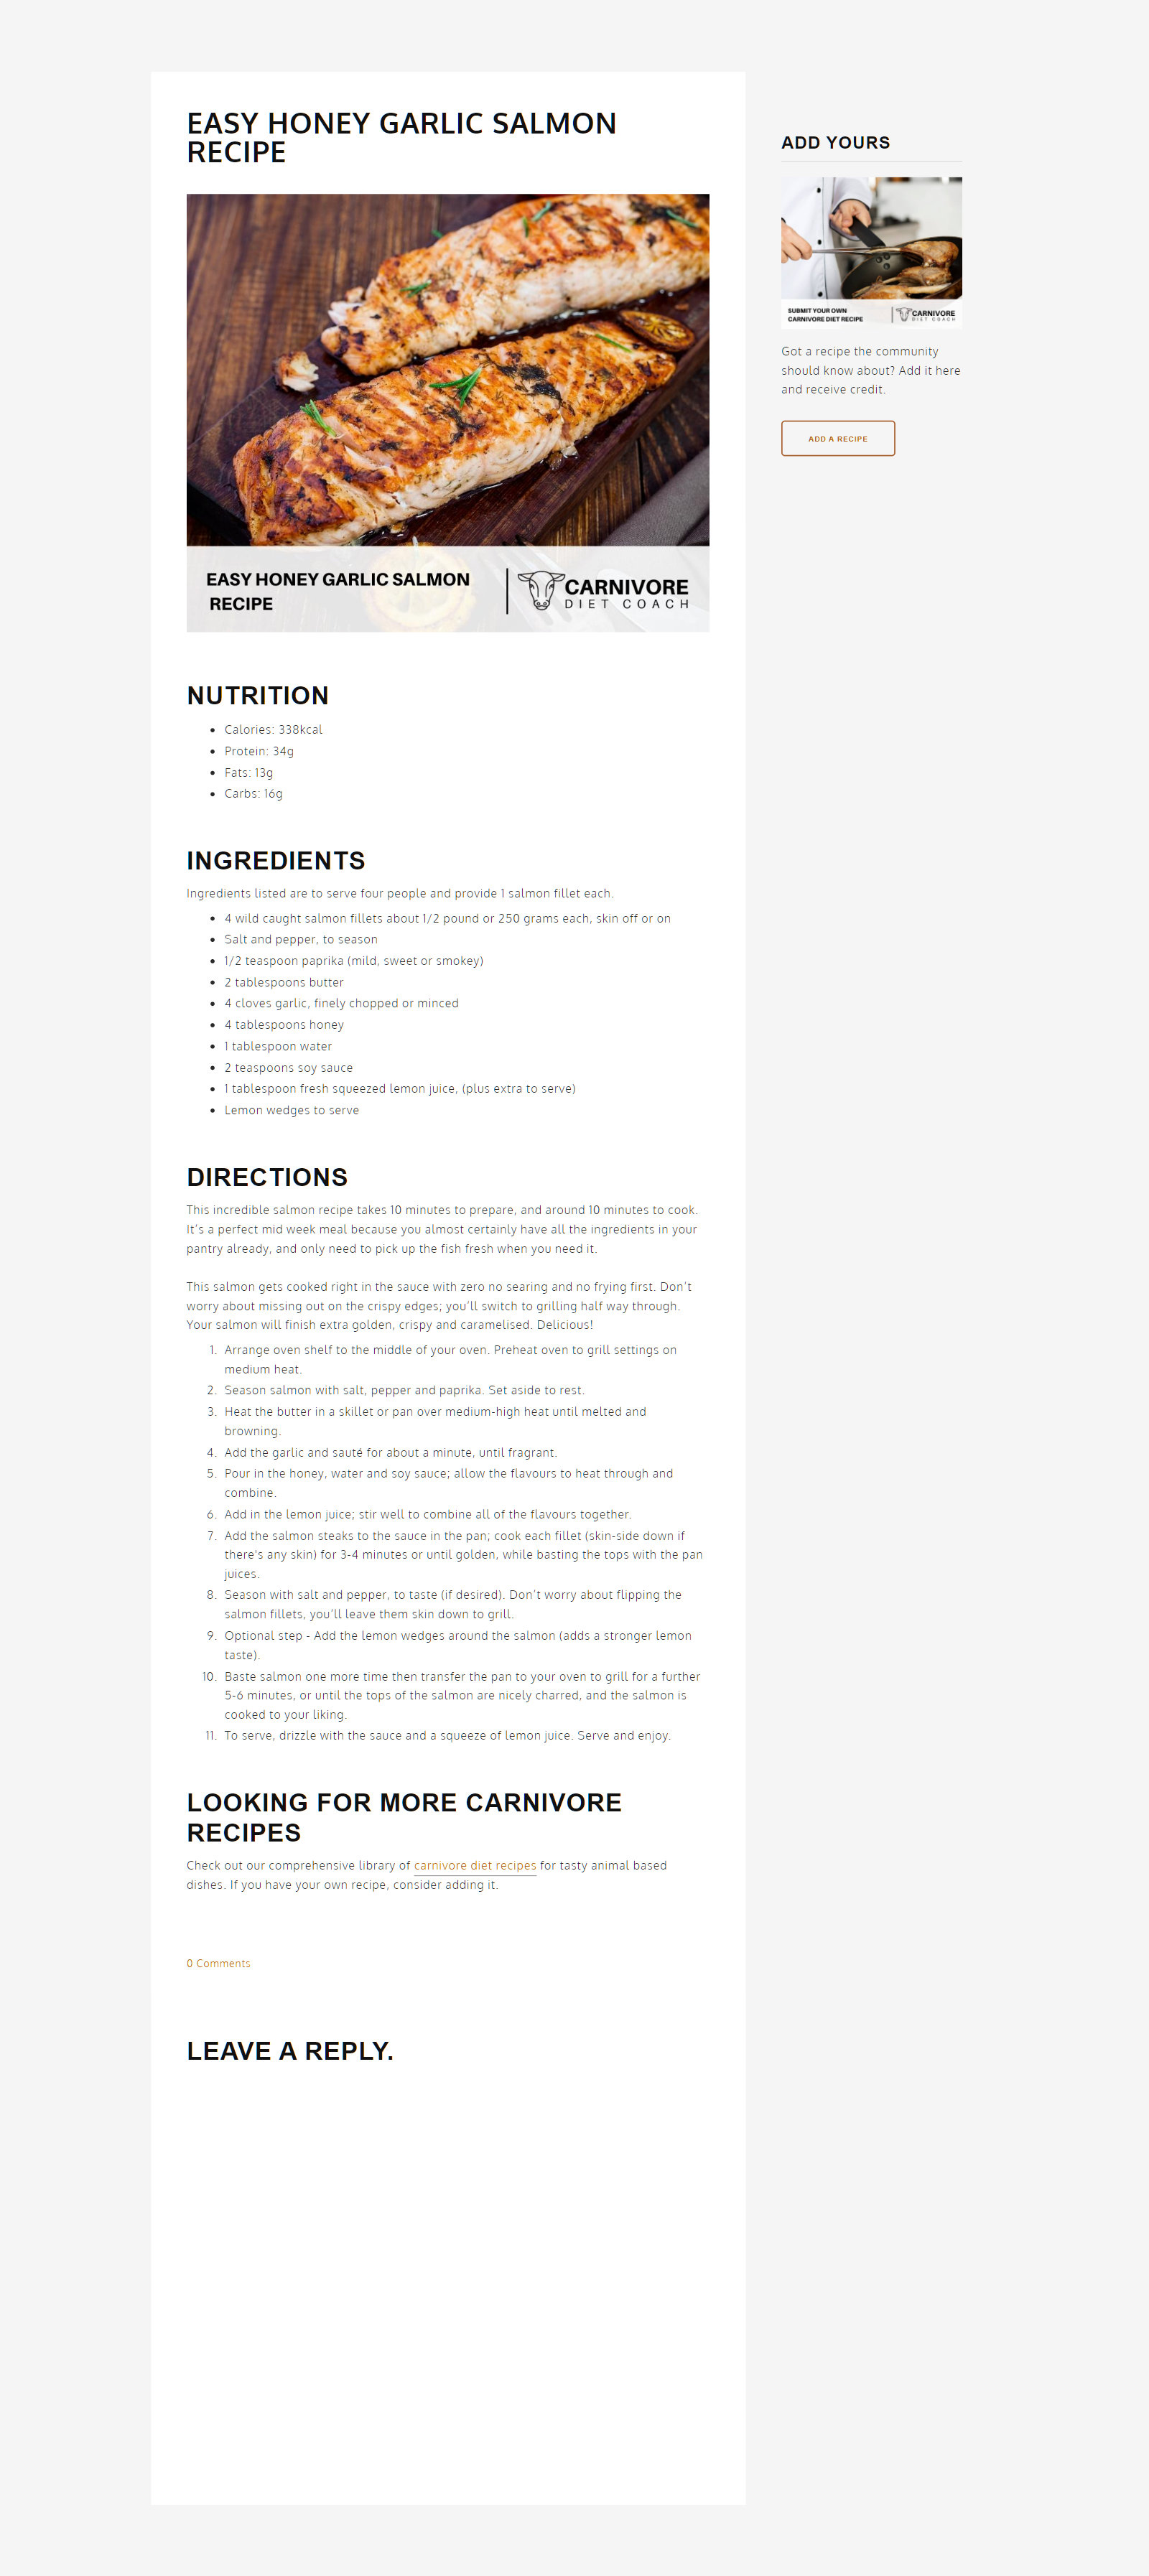 EASY HONEY GARLIC SALMON
RECIPE
EASY HONEY GARLIC SALMON
RECIPE
CARNIVORE
DIET COACH
NUTRITION
Calories: 338kcal
Protein: 34g
Fats: 13g
Carbs: 16g
INGREDIENTS
Ingredients listed are to serve four people and provide 1 salmon fillet each.
4 wild caught salmon fillets about 1/2 pound or 250 grams each, skin off or on
Salt and pepper, to season
1/2 teaspoon paprika (mild, sweet or smokey)
2 tablespoons butter
4 cloves garlic, finely chopped or minced
4 tablespoons honey
1 tablespoon water
2 teaspoons soy sauce
1 tablespoon fresh squeezed lemon juice, (plus extra to serve)
Lemon wedges to serve
DIRECTIONS
This incredible salmon recipe takes 10 minutes to prepare, and around 10 minutes to cook.
It’s a perfect mid week meal because you almost certainly have all the ingredients in your
pantry already, and only need to pick up the fish fresh when you need it.
This salmon gets cooked right in the sauce with zero no searing and no frying first. Don’t
worry about missing out on the crispy edges; you’ll switch to grilling half way through.
Your salmon will finish extra golden, crispy and caramelised. Delicious!
1. Arrange oven shelf to the middle of your oven. Preheat oven to grill settings on
medium heat.
2. Season salmon with salt, pepper and paprika. Set aside to rest.
3. Heat the butter in a skillet or pan over medium-high heat until melted and
browning.
4. Add the garlic and sauté for about a minute, until fragrant.
5. Pour in the honey, water and soy sauce; allow the flavours to heat through and
combine.
6. Add in the lemon juice; stir well to combine all of the flavours together.
7. Add the salmon steaks to the sauce in the pan; cook each fillet (skin-side down if
there's any skin) for 3-4 minutes or until golden, while basting the tops with the pan
juices.
8. Season with salt and pepper, to taste (if desired). Don’t worry about flipping the
salmon fillets, you’ll leave them skin down to grill.
9. Optional step - Add the lemon wedges around the salmon (adds a stronger lemon
taste).
10. Baste salmon one more time then transfer the pan to your oven to grill for a further
5-6 minutes, or until the tops of the salmon are nicely charred, and the salmon is
cooked to your liking.
11. To serve, drizzle with the sauce and a squeeze of lemon juice. Serve and enjoy.
LOOKING FOR MORE CARNIVORE
RECIPES
Check out our comprehensive library of carnivore diet recipes for tasty animal based
dishes. If you have your own recipe, consider adding it.
0 Comments
LEAVE A REPLY.
ADD YOURS
SUBMIT YOUR OWN
CARNIVORE DIET RECIPE
CARNIVORE
DIET COACH
Got a recipe the community
should know about? Add it here
and receive credit.
ADD A RECIPE